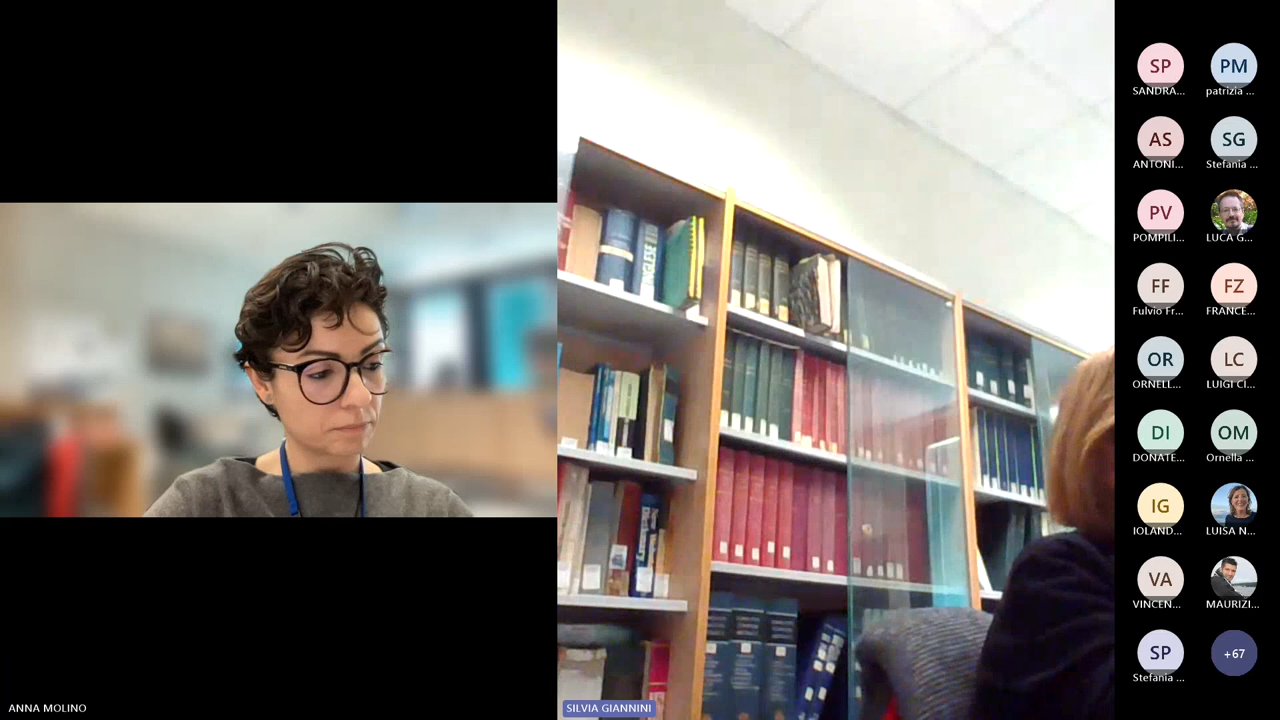 SP
SANDRA...
PM
patrizia ...
AS
ANTONI...
SG
Stefania ...
PV
POMPILI...
LUCA G...
FF
Fulvio Fr...
FZ
FRANCE...
OR
ORNELL...
LC
LUIGI CI...
DI
DONATE...
OM
Ornella ...
IG
IOLAND...
LUISA N...
VA
VINCEN...
MAURIZI...
SP
Stefania ...
+67
INGLESE
ANNA MOLINO
SILVIA GIANNINI